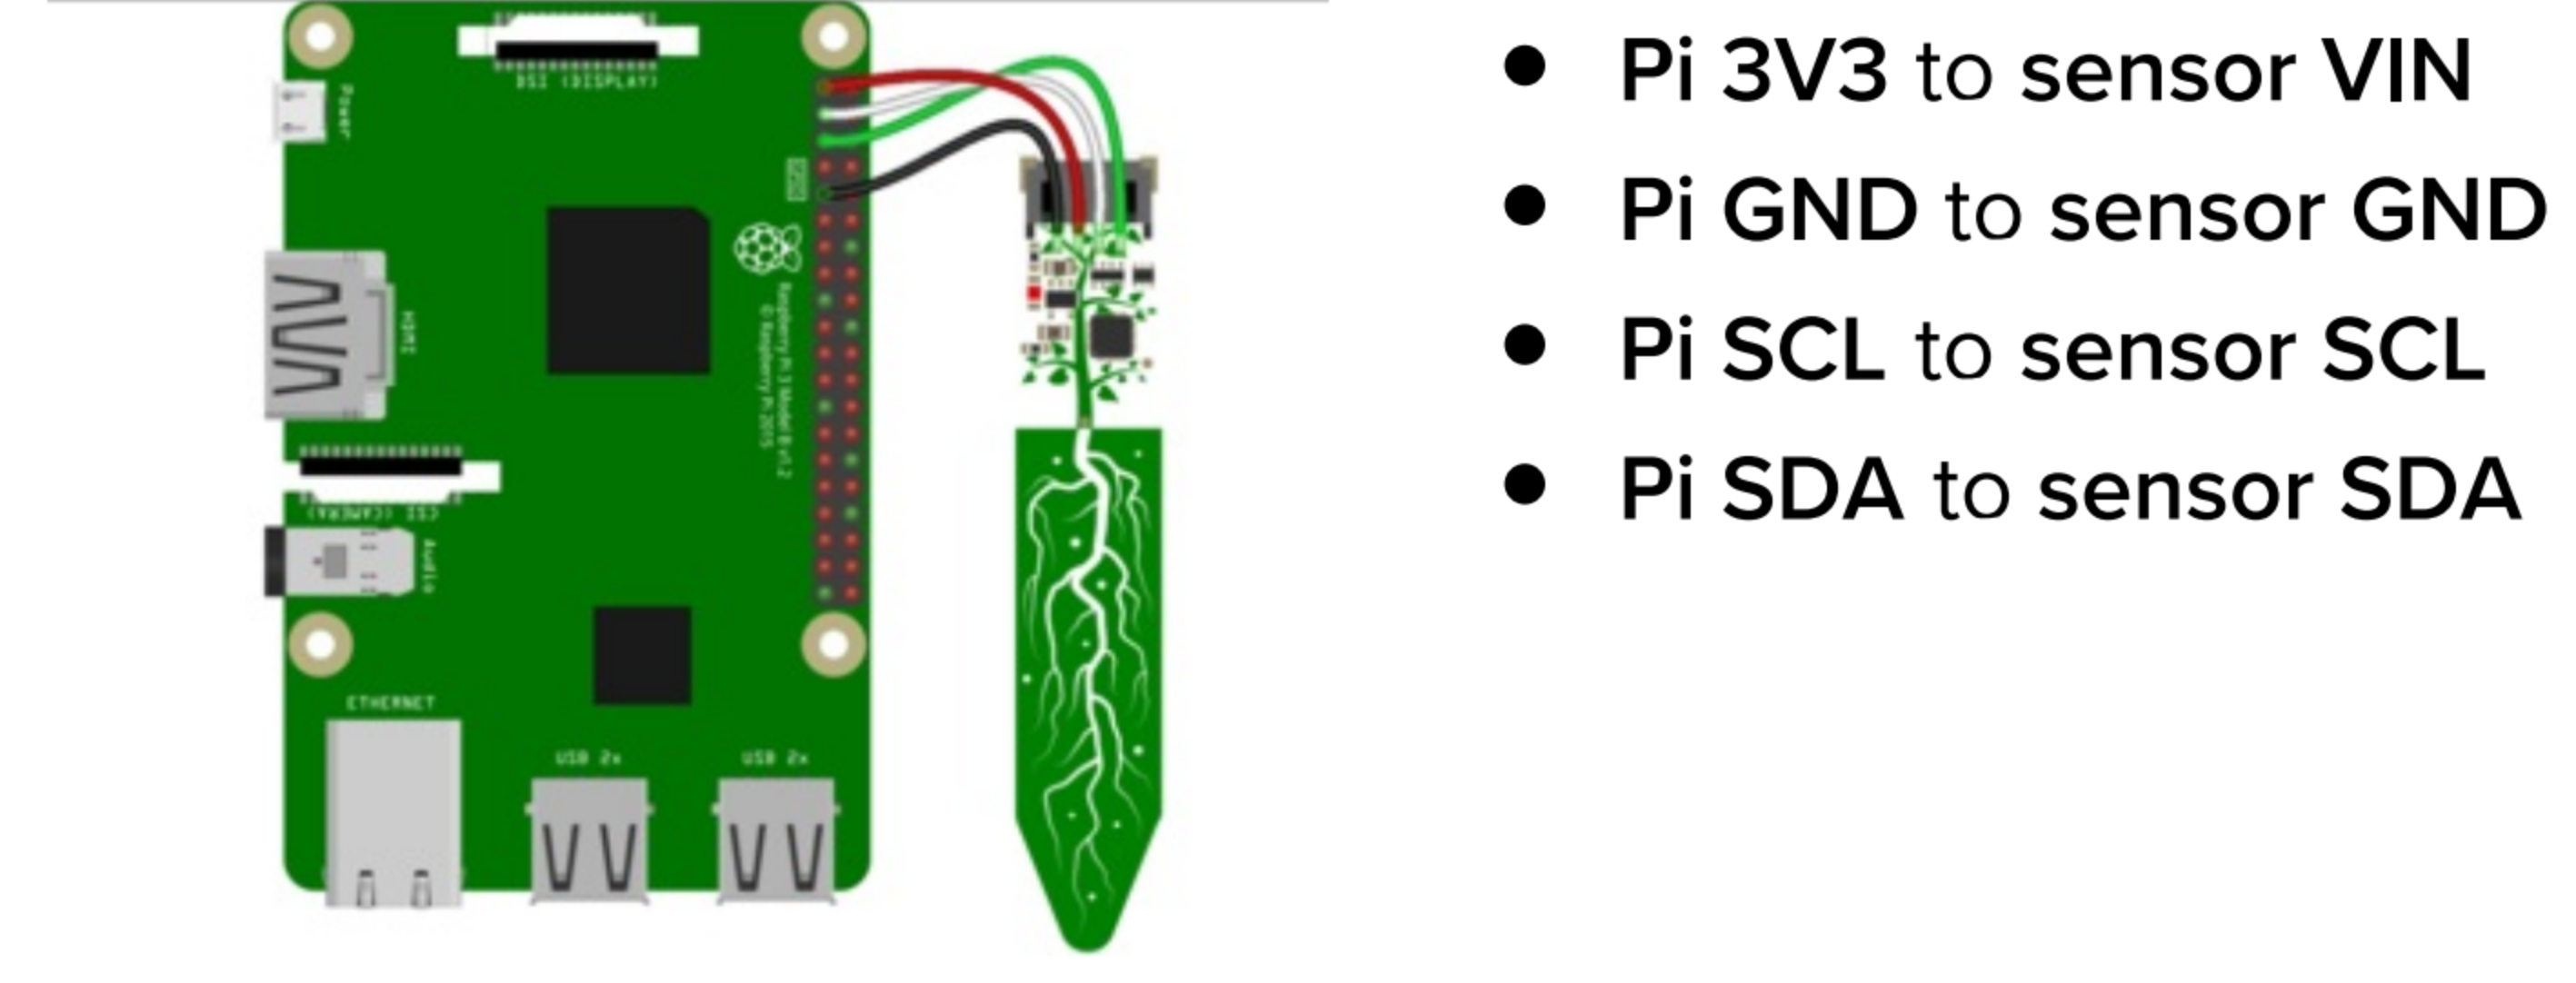 DSI (DISPLAY)
Power
HDMI
Raspberry Pi 3 Model B v1.2
© Raspberry Pi 2015
CSI (CAMERA)
Audio
ETHERNET
USB 2x
USB 2x
• Pi 3V3 to sensor VIN
• Pi GND to sensor GND
• Pi SCL to sensor SCL
• Pi SDA to sensor SDA